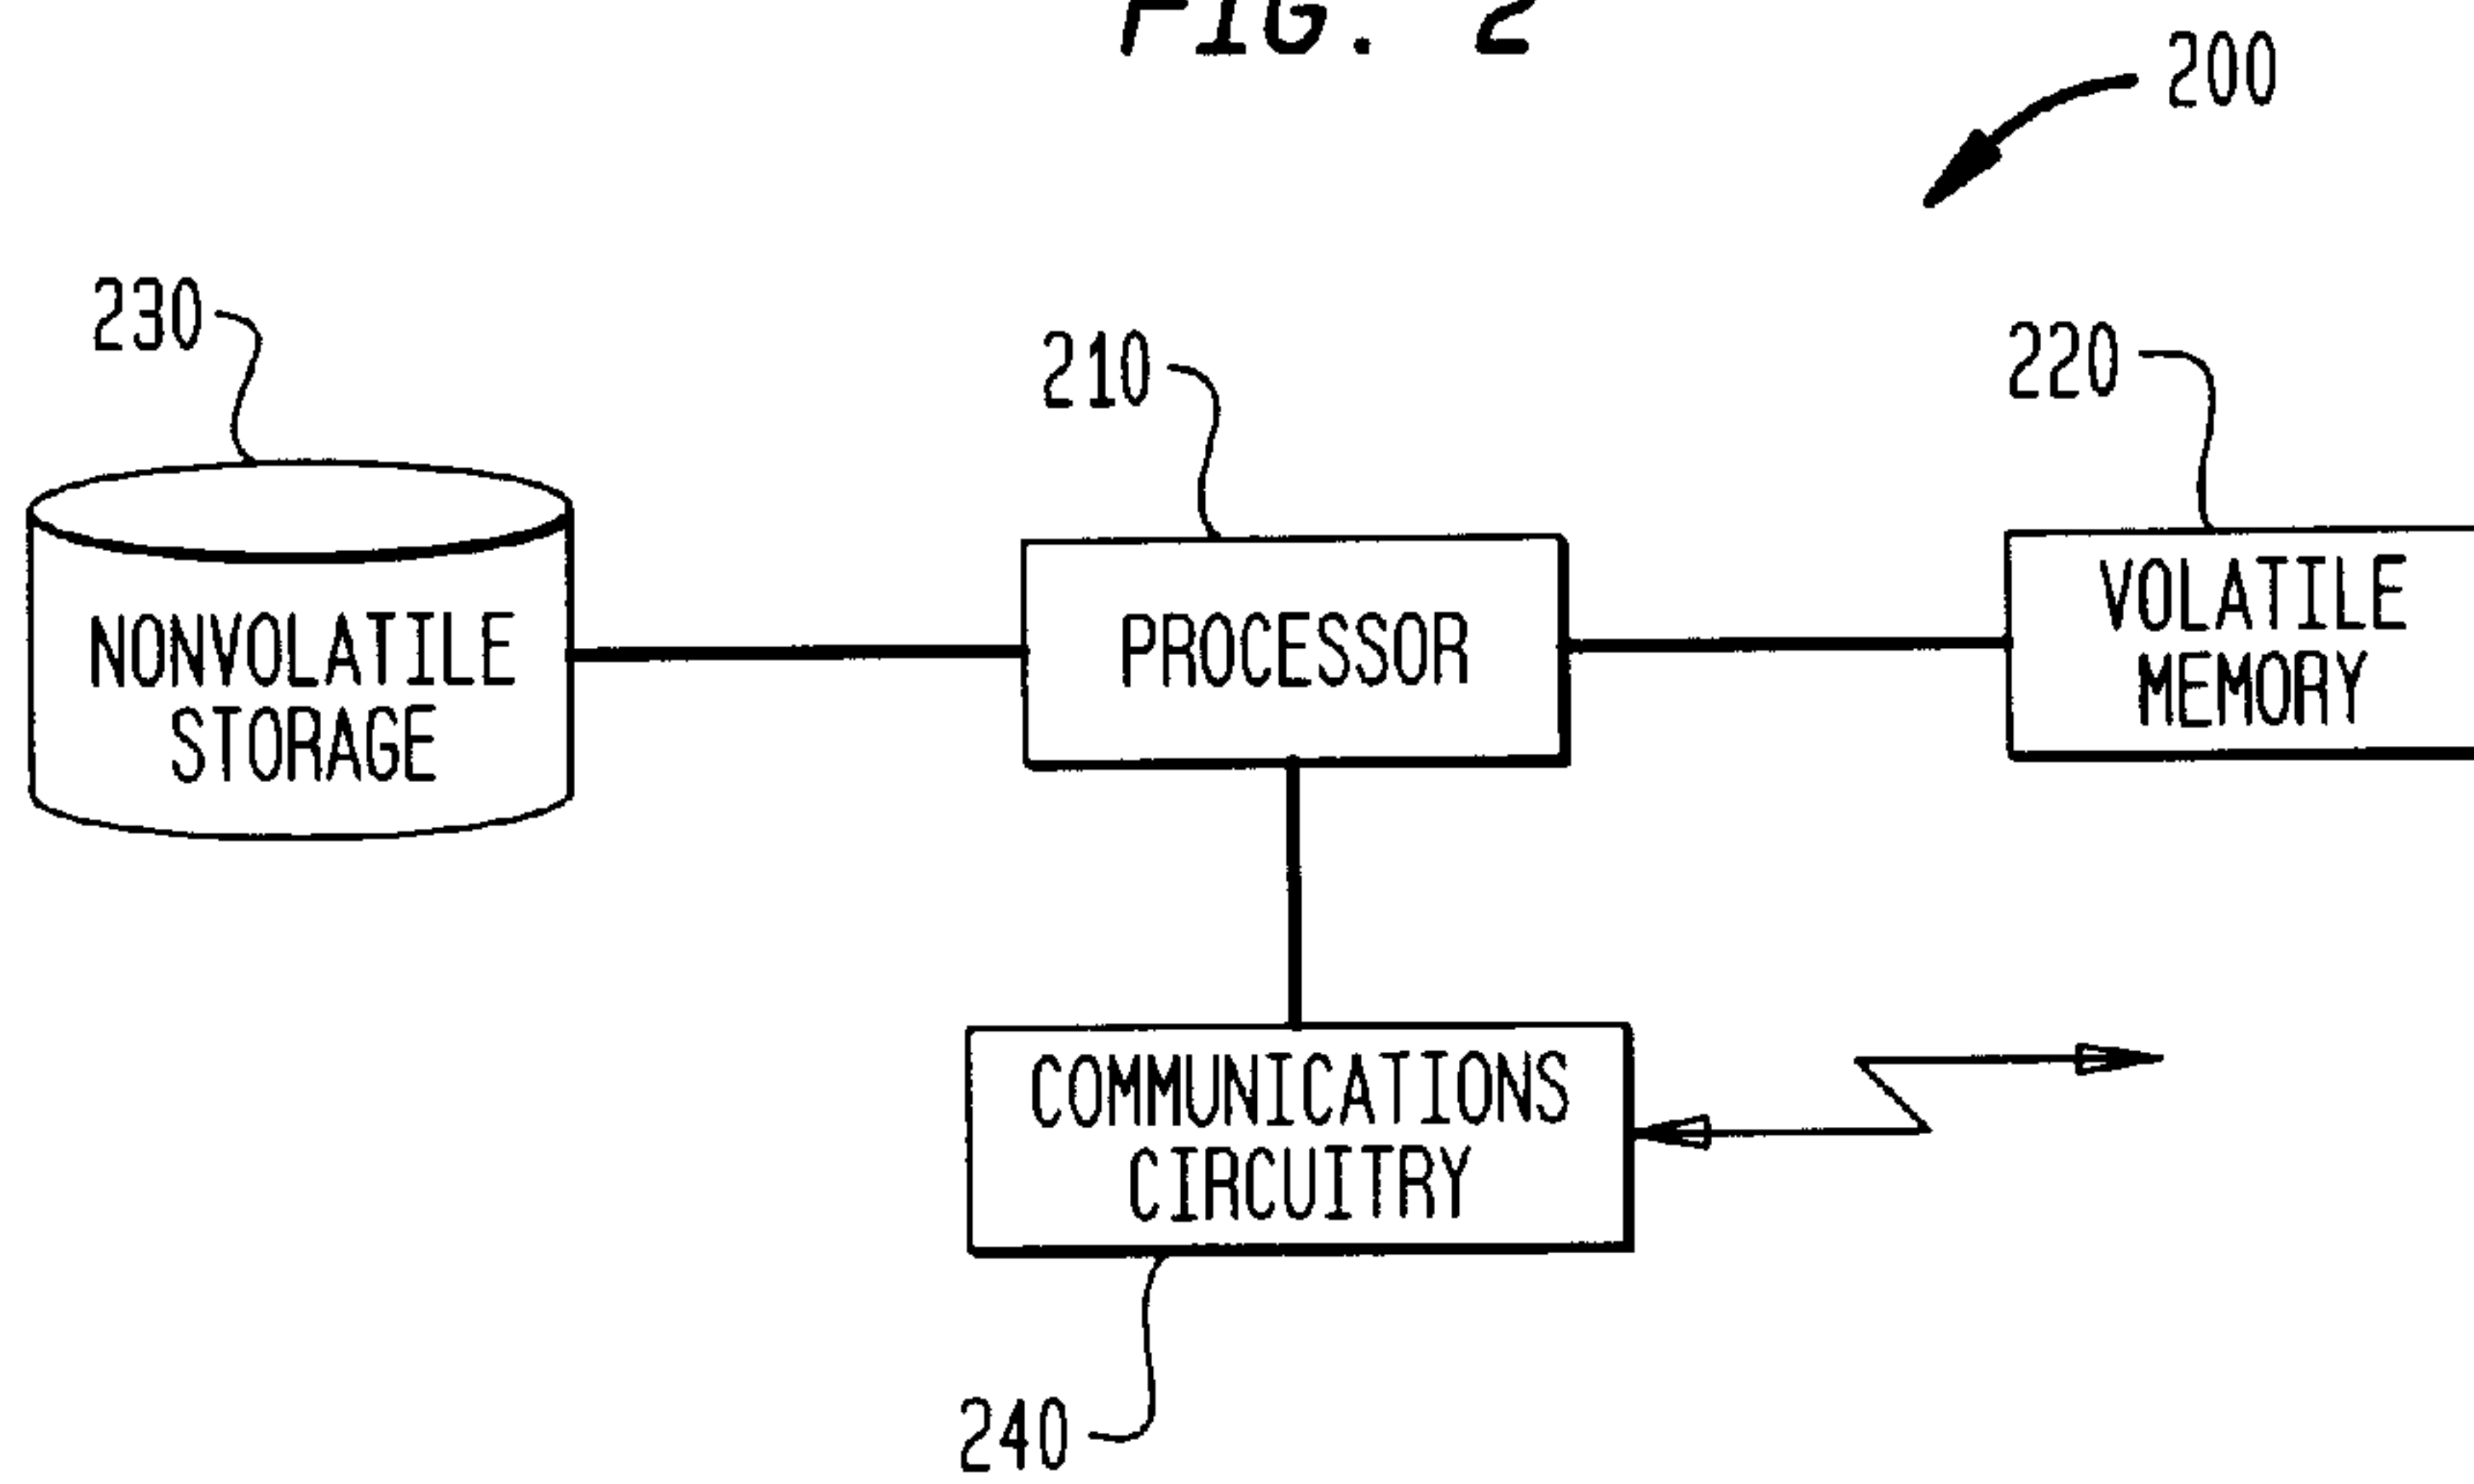 FIG. 2
200
230
210
220
NONVOLATILE
STORAGE
PROCESSOR
VOLATILE
MEMORY
COMMUNICATIONS
CIRCUITRY
240